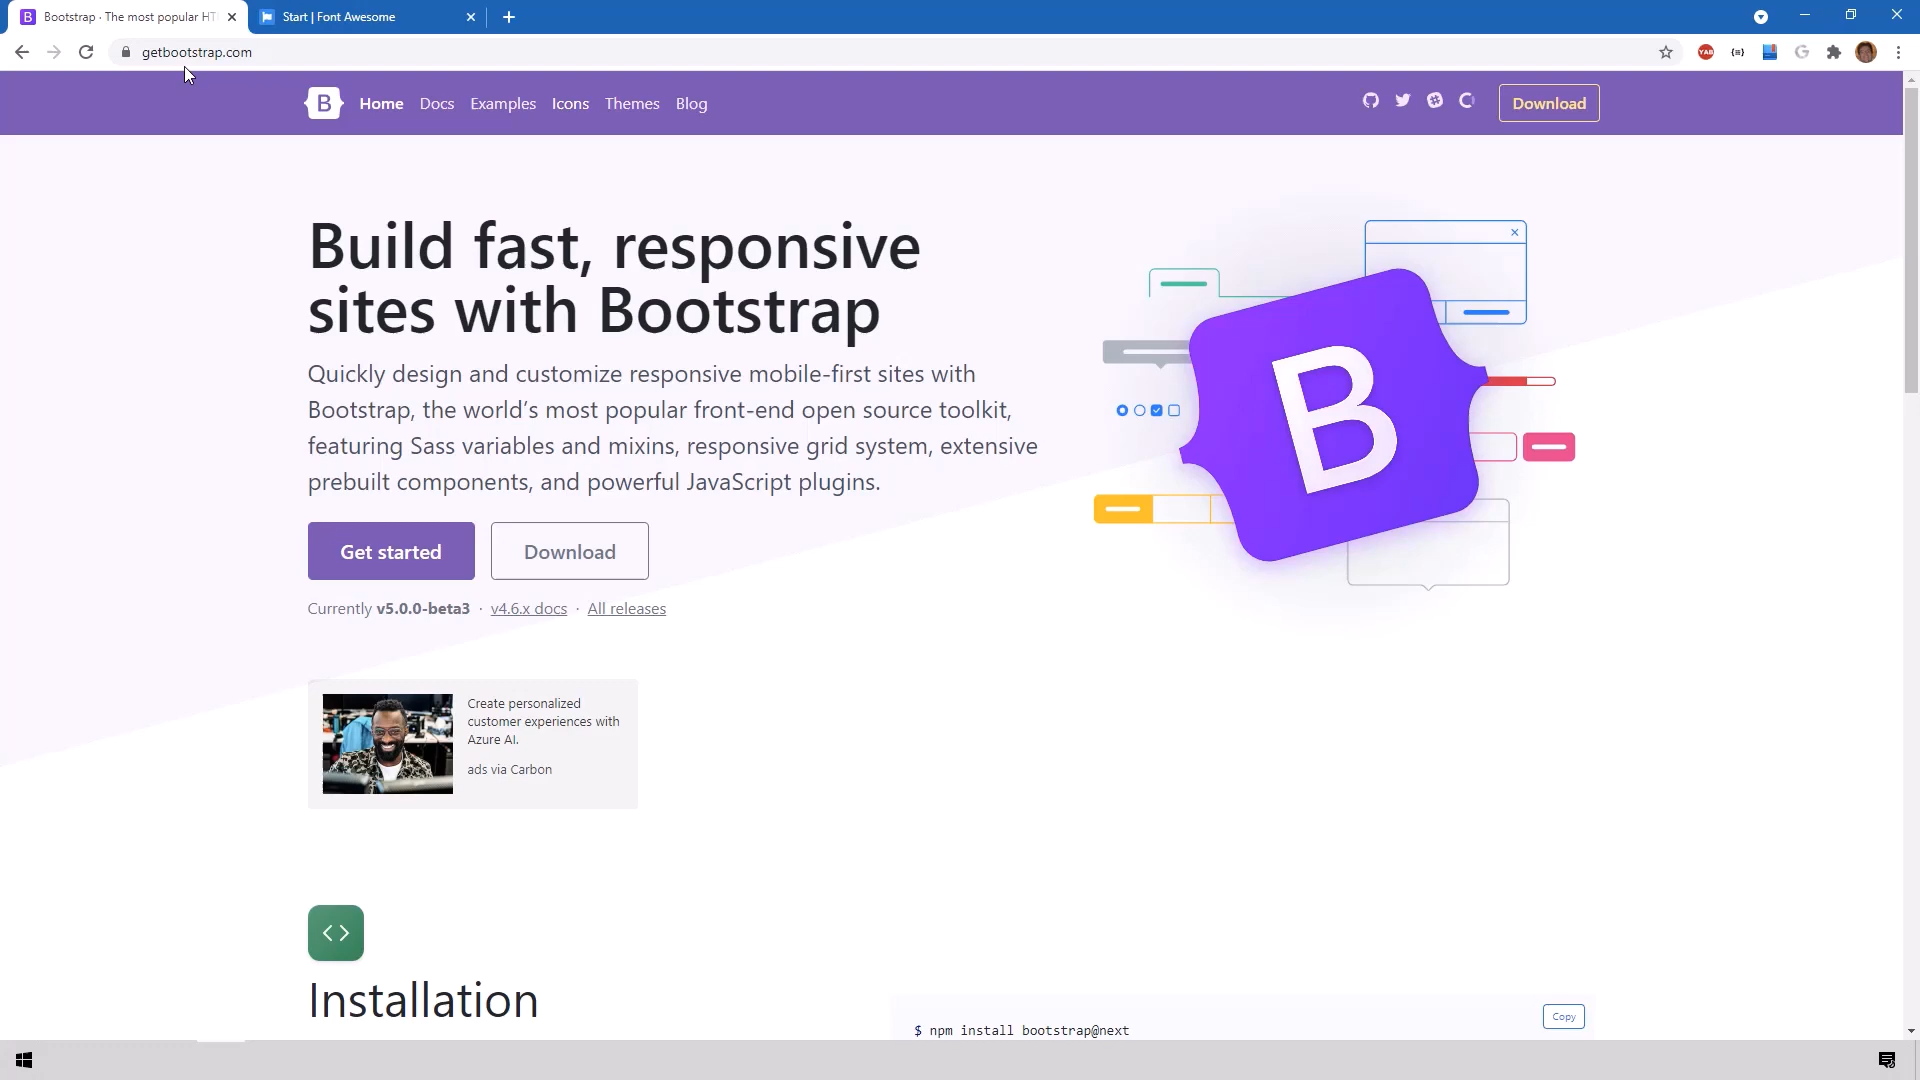 Bootstrap · The most popular HT
Start | Font Awesome
getbootstrap.com
YAB
B Home Docs Examples Icons Themes Blog
Download
Build fast, responsive
sites with Bootstrap
Quickly design and customize responsive mobile-first sites with
Bootstrap, the world’s most popular front-end open source toolkit,
featuring Sass variables and mixins, responsive grid system, extensive
prebuilt components, and powerful JavaScript plugins.
B
Get started Download
Currently v5.0.0-beta3 · v4.6.x docs · All releases
Create personalized
customer experiences with
Azure AI.
ads via Carbon
Installation
Copy
$ npm install bootstrap@next